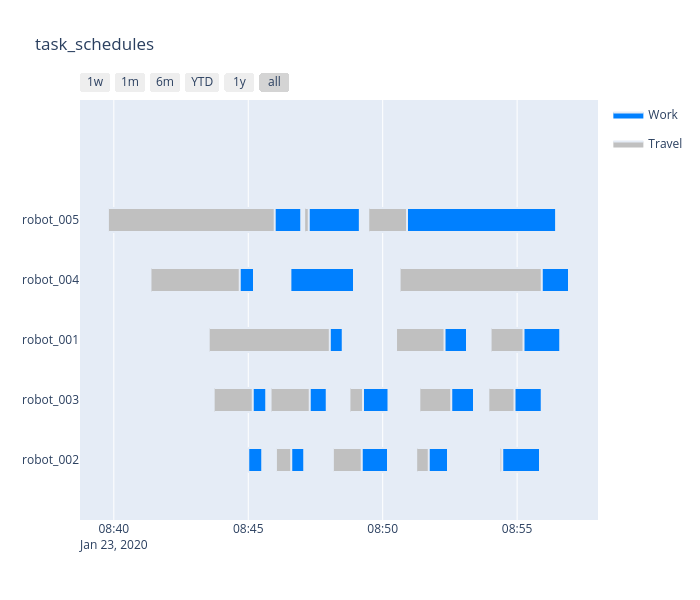 task_schedules
1w 1m 6m YTD 1y all
Work
Travel
robot_005
robot_004
robot_001
robot_003
robot_002
08:40 08:45 08:50 08:55
Jan 23, 2020